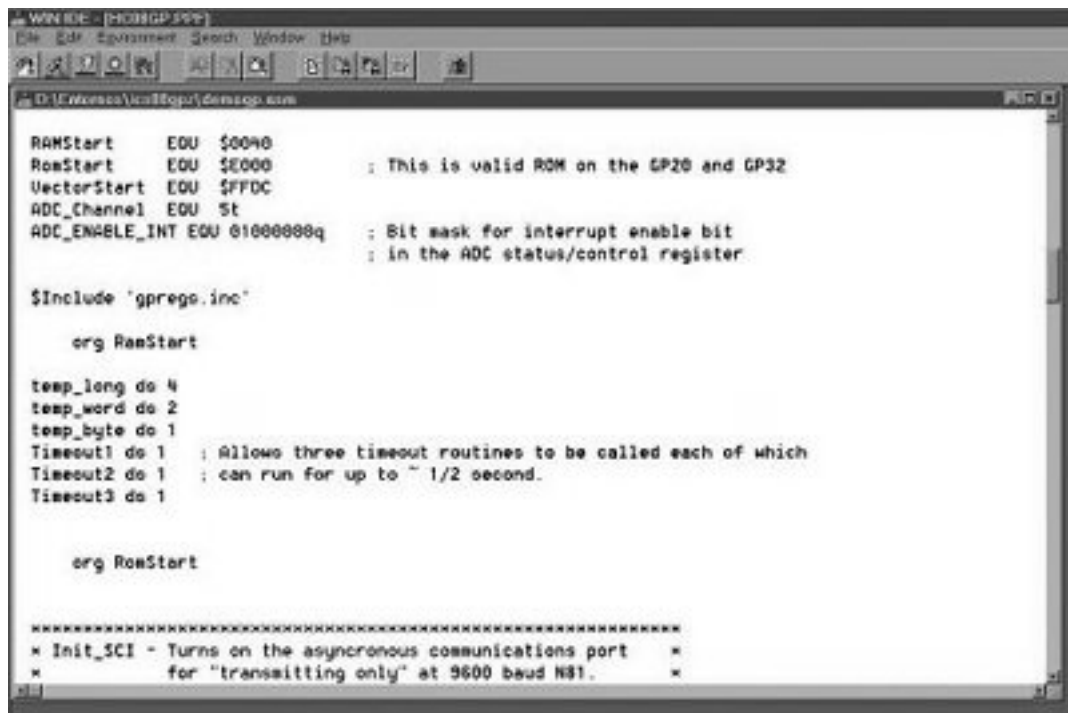 WIN IDE - [HC08GP.PPF]
File Edit Environment Search Window Help
D:\Entornos\ics08gpz\demogp.asm
RAMStart EQU $0040
RomStart EQU $E000 ; This is valid ROM on the GP20 and GP32
VectorStart EQU $FFDC
ADC_Channel EQU 5t
ADC_ENABLE_INT EQU 01000000q ; Bit mask for interrupt enable bit
; in the ADC status/control register
$Include 'gpregs.inc'
org RamStart
temp_long ds 4
temp_word ds 2
temp_byte ds 1
Timeout1 ds 1 ; Allows three timeout routines to be called each of which
Timeout2 ds 1 ; can run for up to ~ 1/2 second.
Timeout3 ds 1
org RomStart
**************************************************************
* Init_SCI - Turns on the asyncronous communications port *
* for "transmitting only" at 9600 baud N81. *